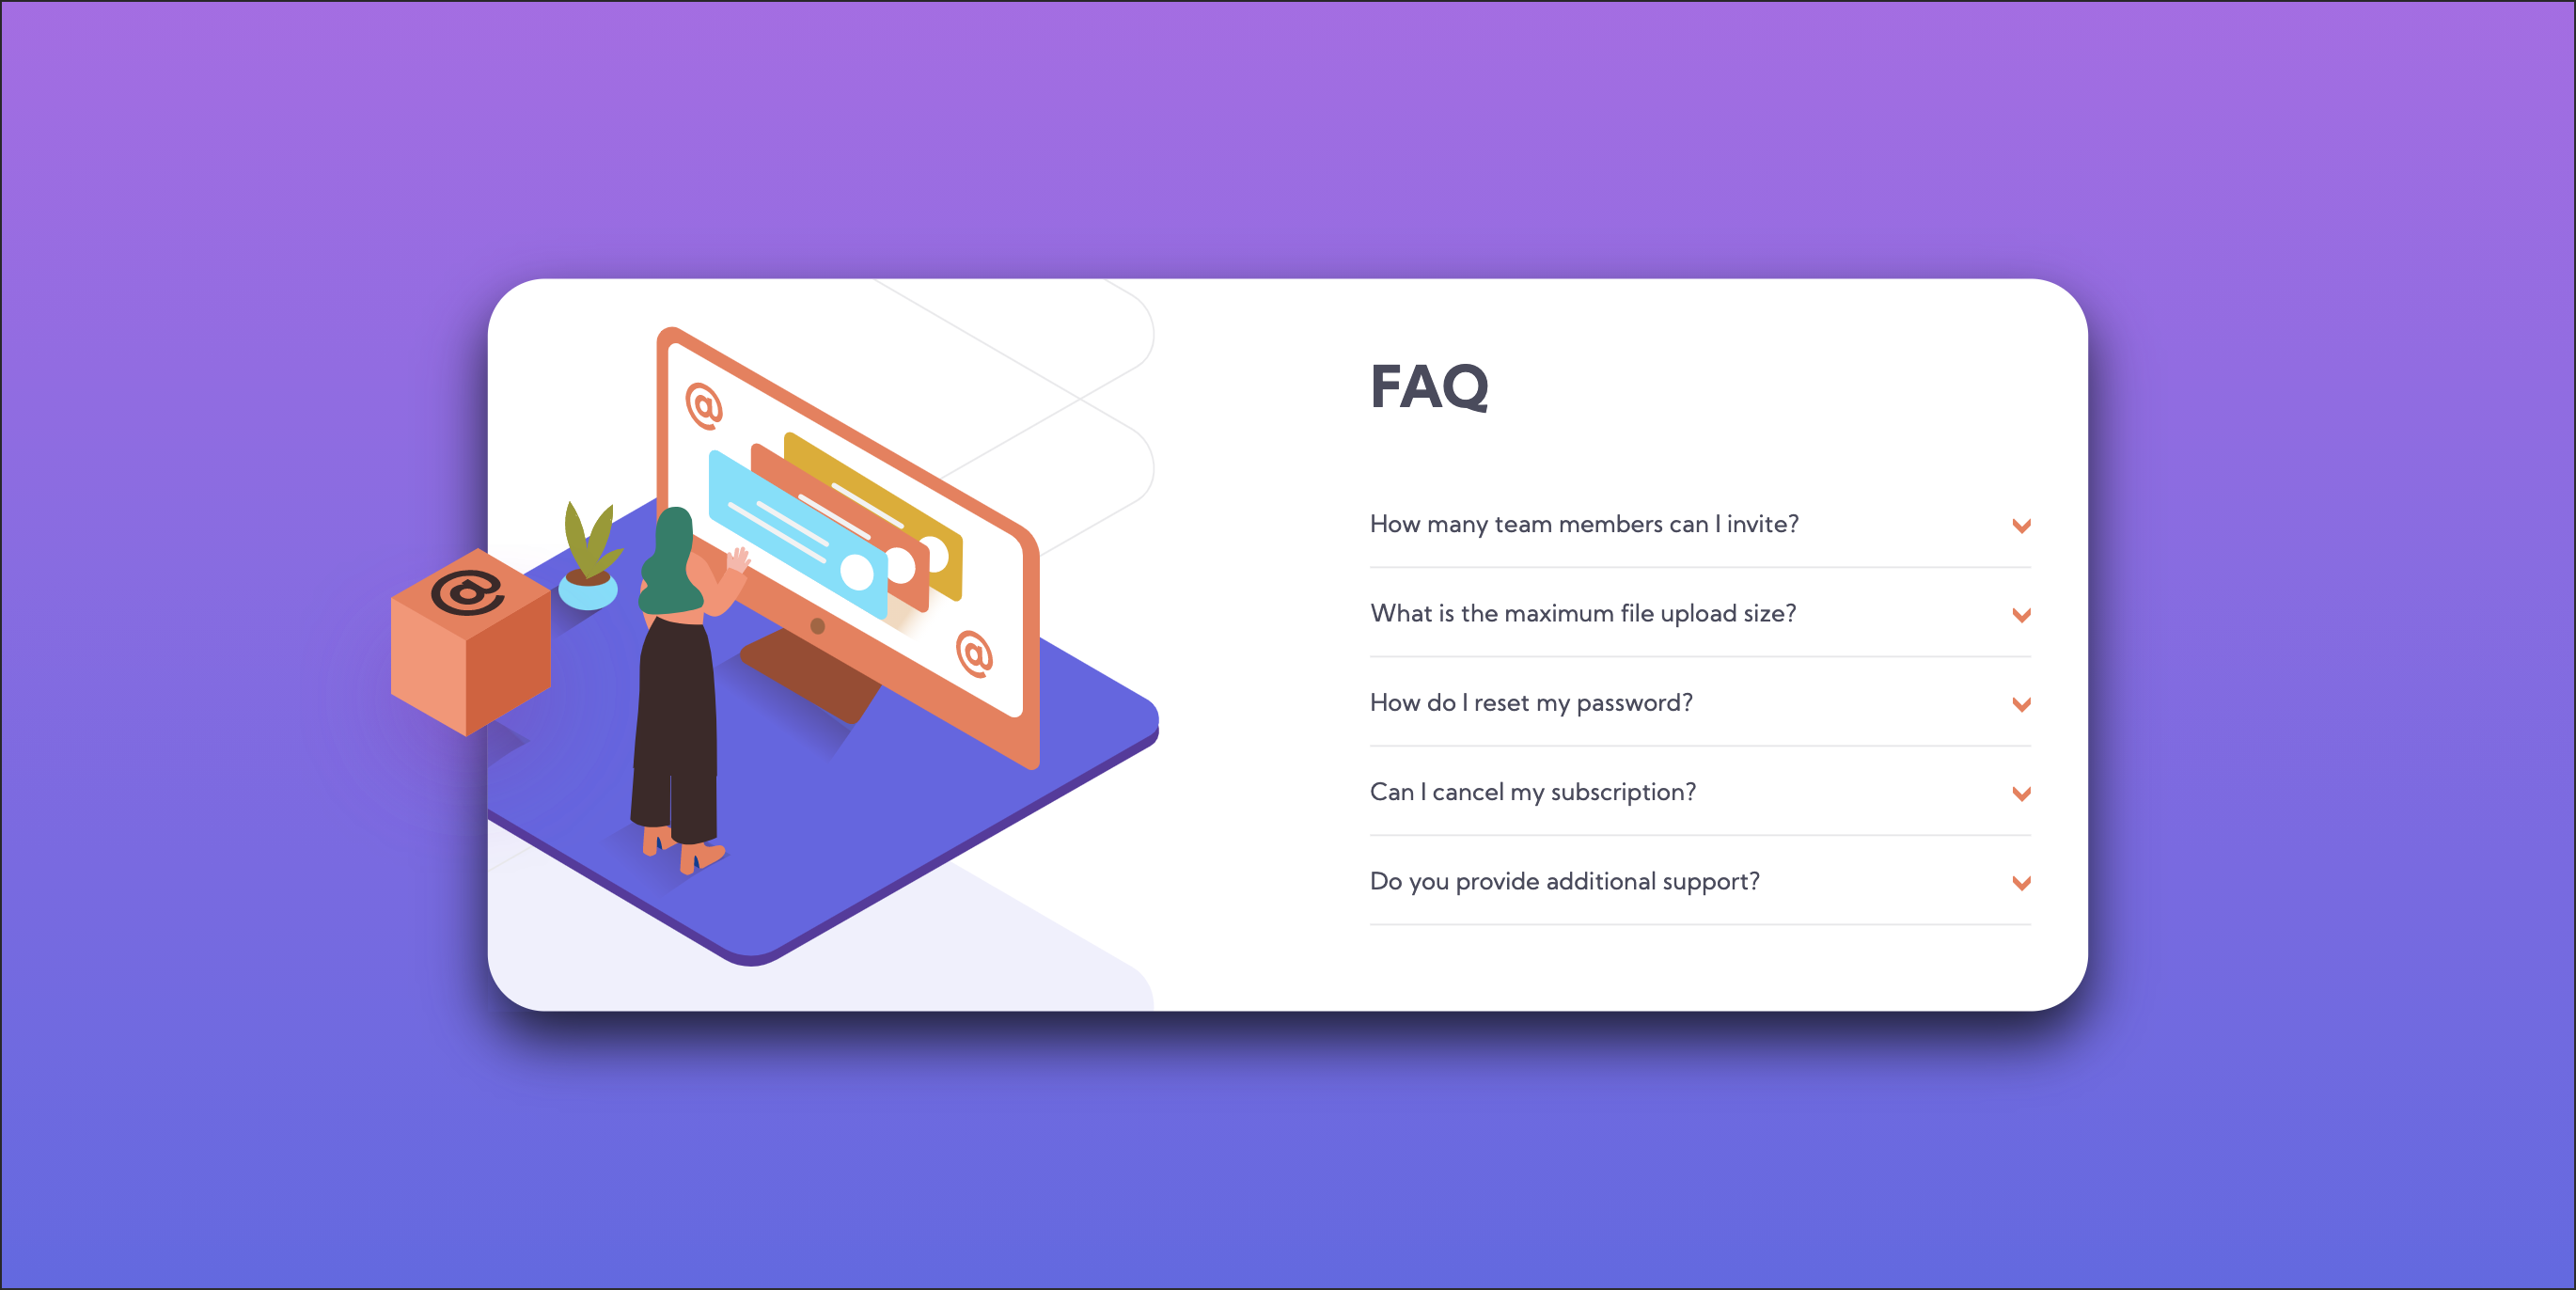 @
@
@
FAQ
How many team members can I invite?
What is the maximum file upload size?
How do I reset my password?
Can I cancel my subscription?
Do you provide additional support?